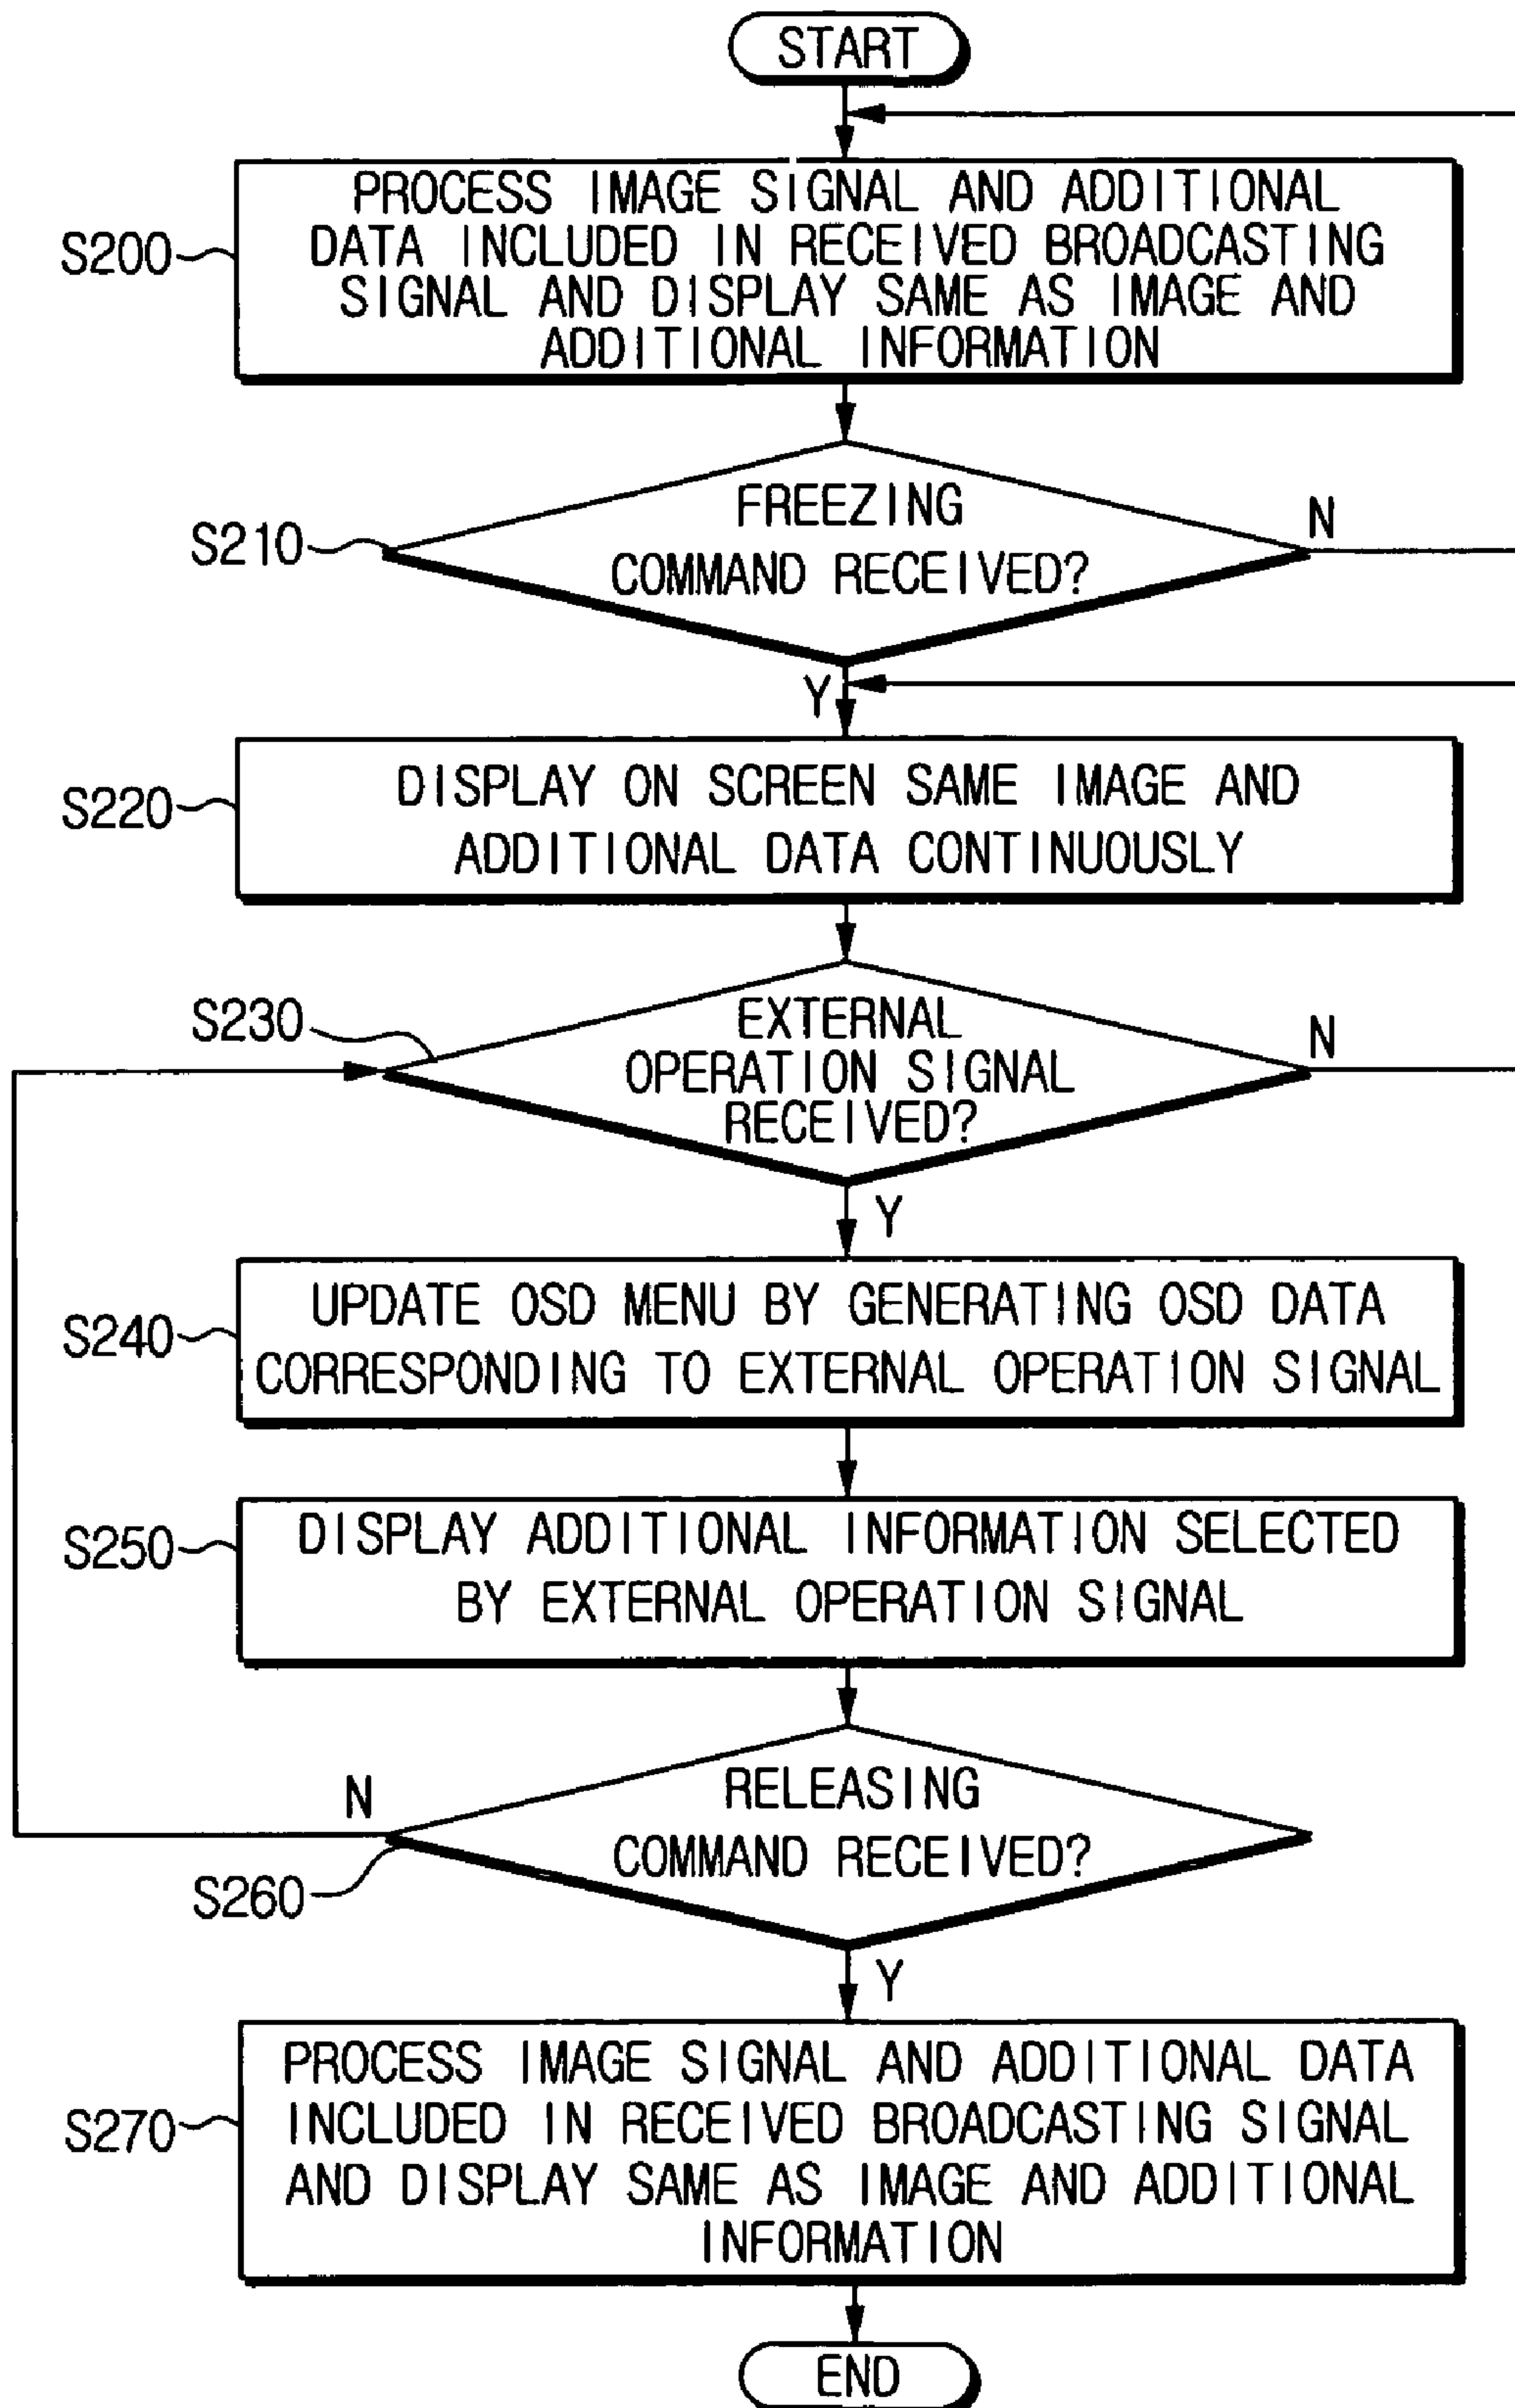 START
PROCESS IMAGE SIGNAL AND ADDITIONAL
DATA INCLUDED IN RECEIVED BROADCASTING
SIGNAL AND DISPLAY SAME AS IMAGE AND
ADDITIONAL INFORMATION
S200
FREEZING
COMMAND RECEIVED?
S210
N
Y
DISPLAY ON SCREEN SAME IMAGE AND
ADDITIONAL DATA CONTINUOUSLY
S220
EXTERNAL
OPERATION SIGNAL
RECEIVED?
S230
N
Y
UPDATE OSD MENU BY GENERATING OSD DATA
CORRESPONDING TO EXTERNAL OPERATION SIGNAL
S240
DISPLAY ADDITIONAL INFORMATION SELECTED
BY EXTERNAL OPERATION SIGNAL
S250
RELEASING
COMMAND RECEIVED?
N
S260
Y
PROCESS IMAGE SIGNAL AND ADDITIONAL DATA
INCLUDED IN RECEIVED BROADCASTING SIGNAL
AND DISPLAY SAME AS IMAGE AND ADDITIONAL
INFORMATION
S270
END